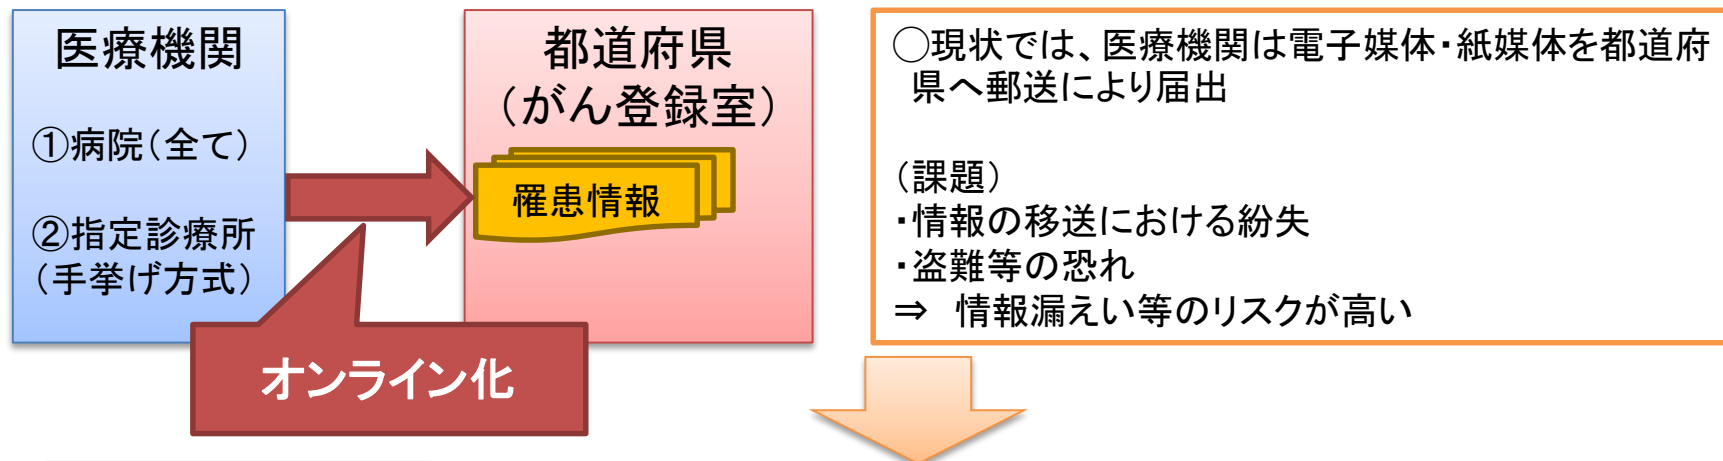 医療機関
①病院(全て)
②指定診療所
(手挙げ方式)
都道府県
(がん登録室)
罹患情報
オンライン化
○現状では、医療機関は電子媒体・紙媒体を都道府
県へ郵送により届出
(課題)
・情報の移送における紛失
・盗難等の恐れ
⇒ 情報漏えい等のリスクが高い